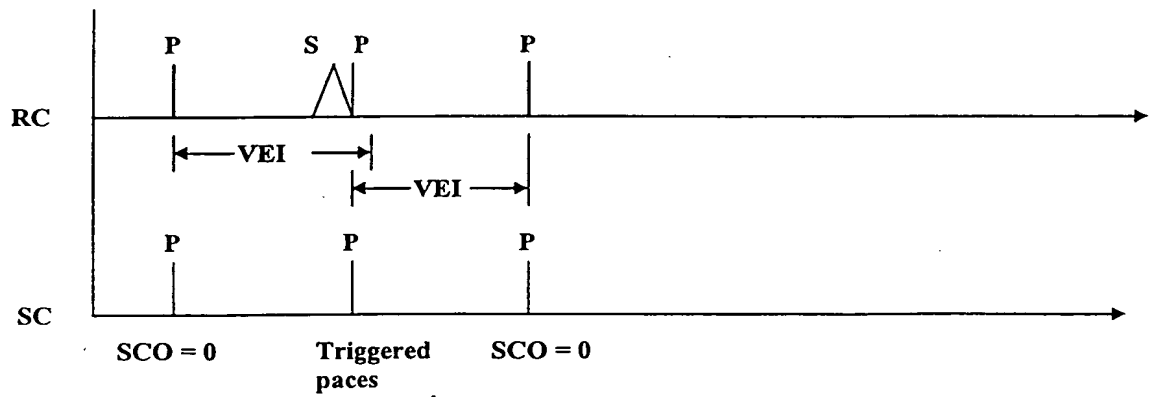 P S P P
RC
VEI
VEI
P P P
SC
SCO = 0 Triggered SCO = 0
paces